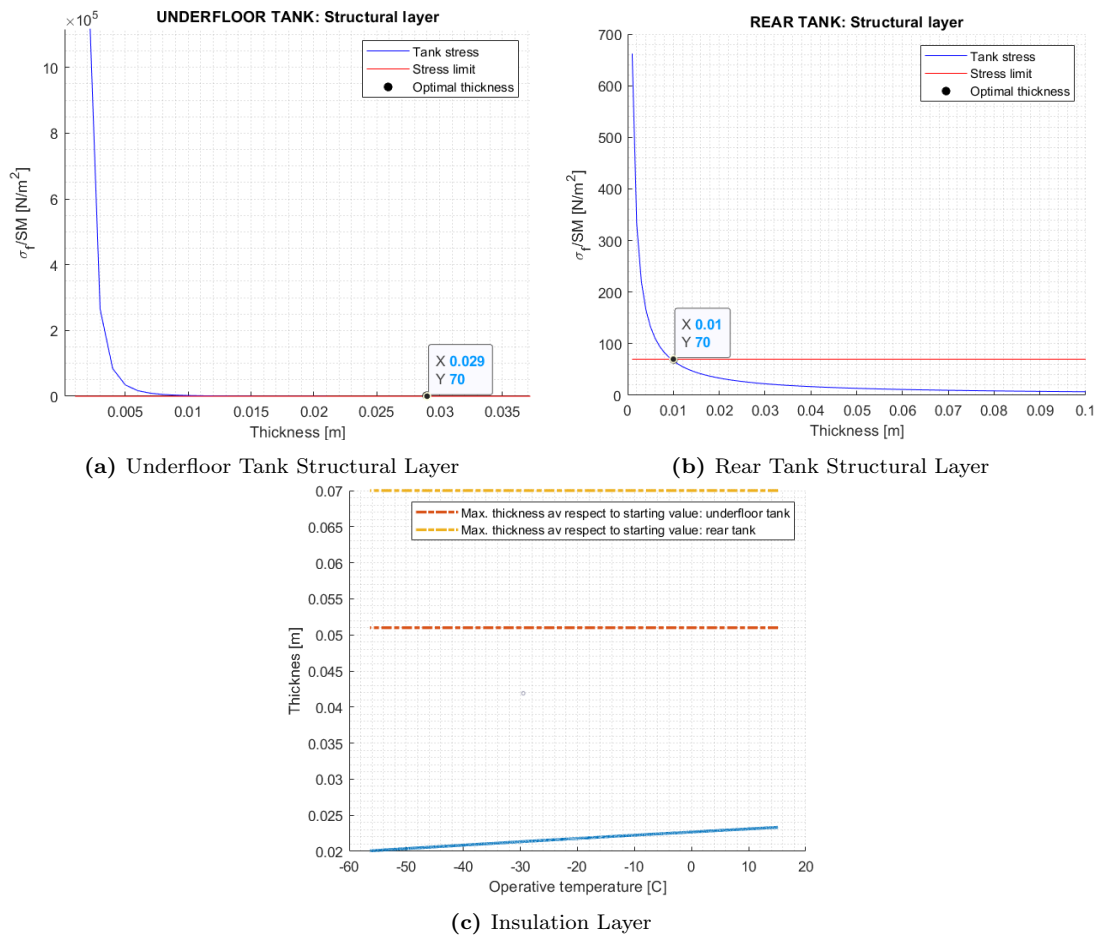 UNDERFLOOR TANK: Structural layer
×10^5
10
8
6
4
2
0
σ_f/SM [N/m^2]
Tank stress
Stress limit
Optimal thickness
X 0.029
Y 70
0.005
0.01
0.015
0.02
0.025
0.03
0.035
Thickness [m]
(a) Underfloor Tank Structural Layer
REAR TANK: Structural layer
700
600
500
400
300
200
100
0
σ_f/SM [N/m^2]
Tank stress
Stress limit
Optimal thickness
X 0.01
Y 70
0
0.01
0.02
0.03
0.04
0.05
0.06
0.07
0.08
0.09
0.1
Thickness [m]
(b) Rear Tank Structural Layer
0.07
0.065
0.06
0.055
0.05
0.045
0.04
0.035
0.03
0.025
0.02
Thicknes [m]
Max. thickness av respect to starting value: underfloor tank
Max. thickness av respect to starting value: rear tank
-60
-50
-40
-30
-20
-10
0
10
20
Operative temperature [C]
(c) Insulation Layer